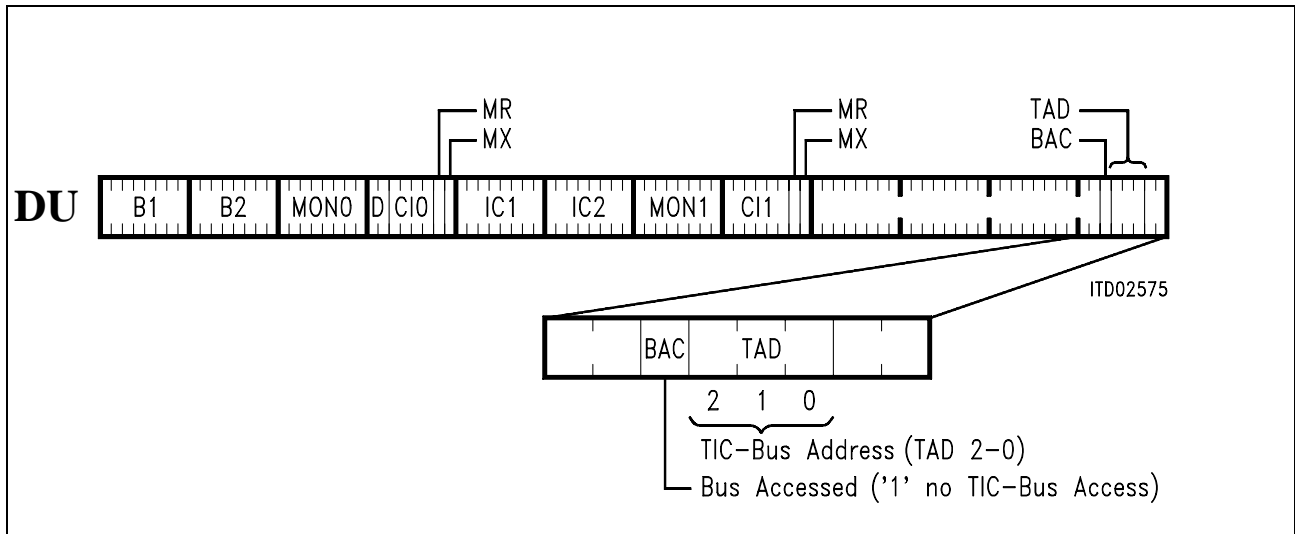 MR MR TAD
MX MX BAC
DU B1 B2 MON0 D CI0 IC1 IC2 MON1 CI1
ITD02575
BAC TAD
2 1 0
TIC-Bus Address (TAD 2-0)
Bus Accessed ('1' no TIC-Bus Access)